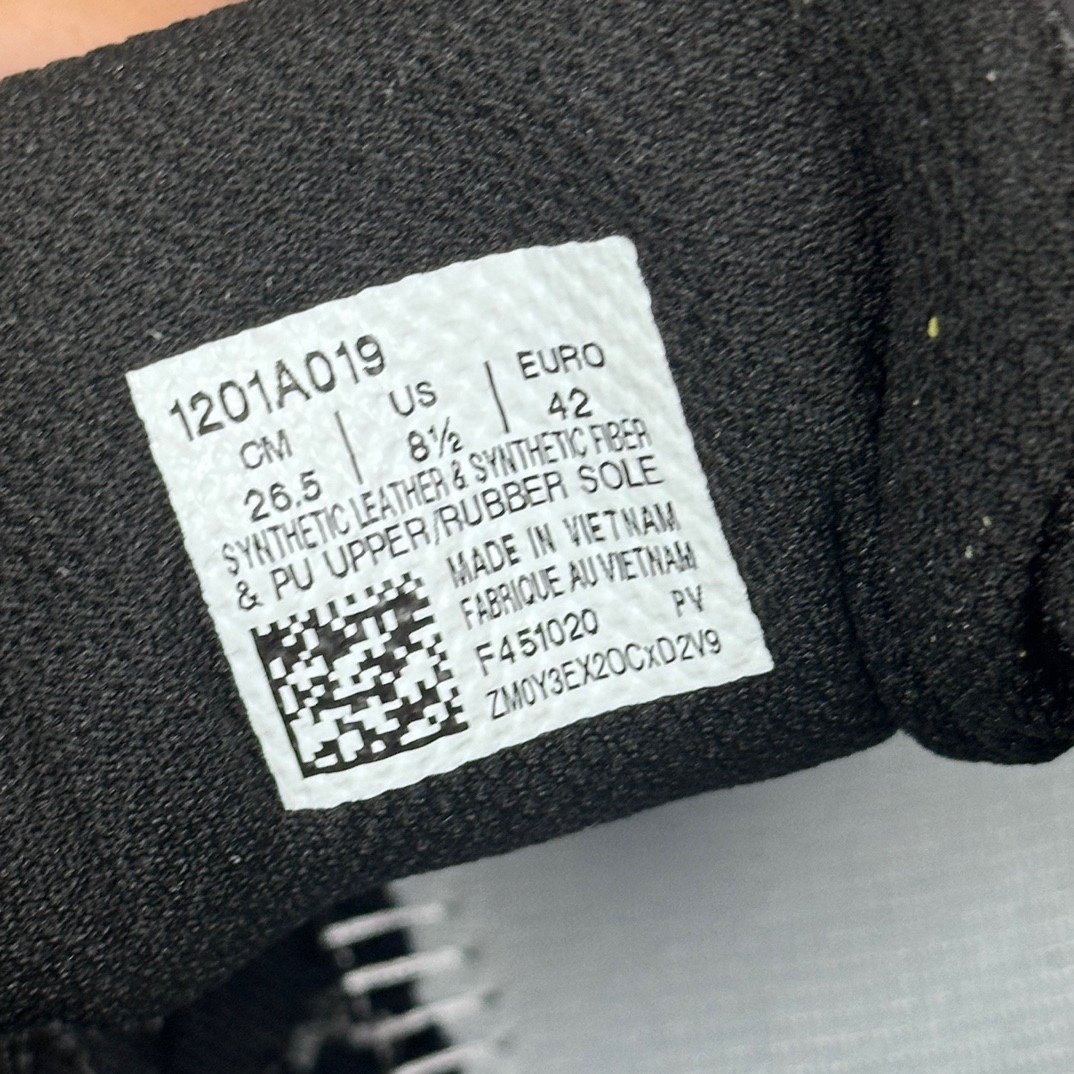 1201A019
CM | US | EURO
26.5 | 8½ | 42
SYNTHETIC LEATHER & SYNTHETIC FIBER
& PU UPPER/RUBBER SOLE
MADE IN VIETNAM
FABRIQUE AU VIETNAM
F451020 PV
ZM0Y3EX2OCxD2V9